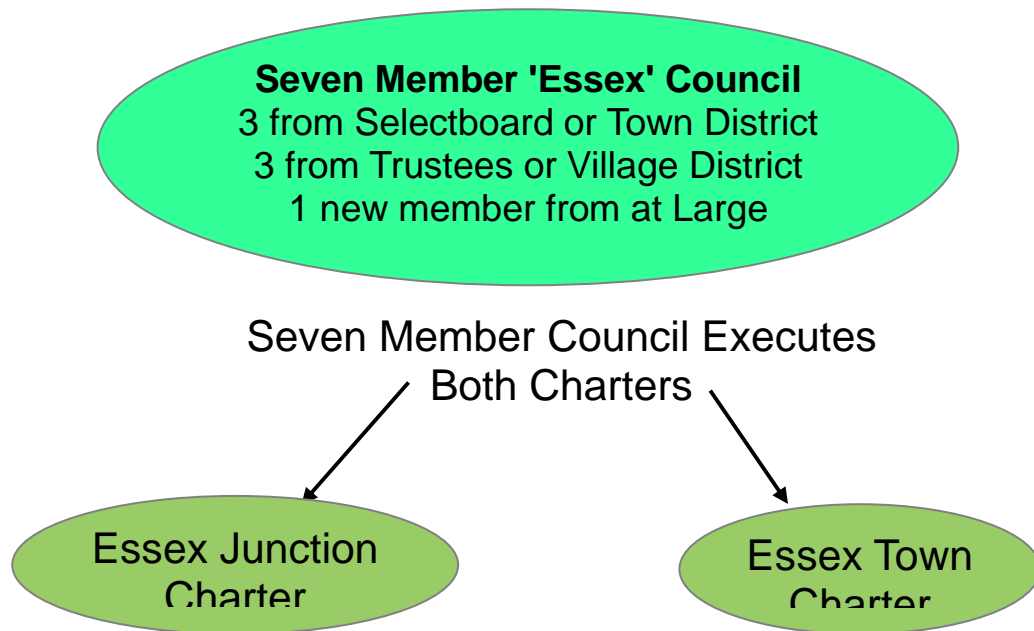 Seven Member 'Essex' Council
3 from Selectboard or Town District
3 from Trustees or Village District
1 new member from at Large
Seven Member Council Executes
Both Charters
Essex Junction
Charter
Essex Town
Charter